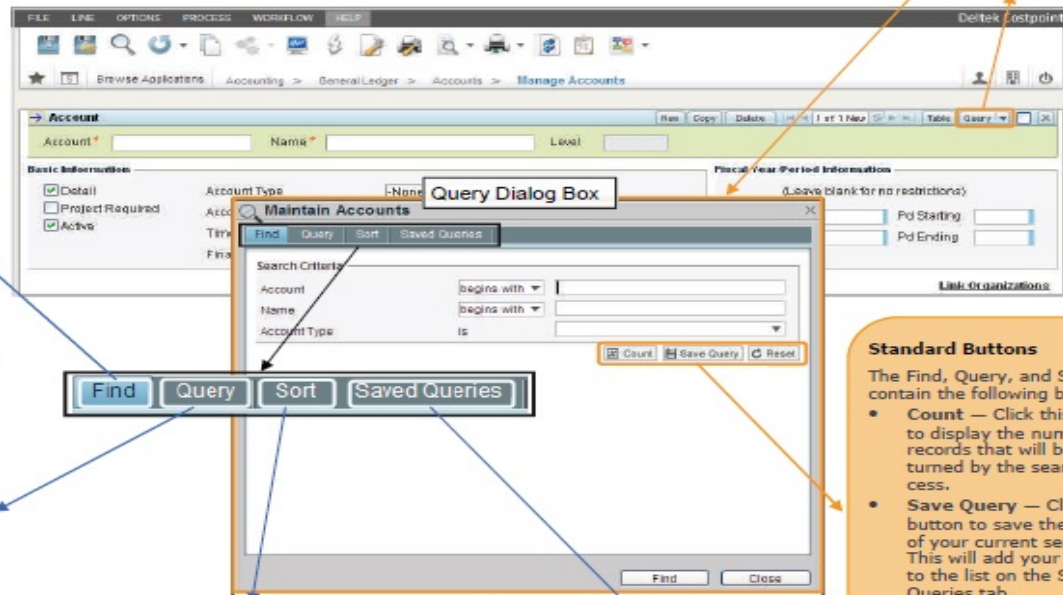 FILE LINE OPTIONS PROCESS WORKFLOW HELP Deltek Costpoint
Browse Applications Accounting > General Ledger > Accounts > Manage Accounts
Account New Copy Delete 1 of 1 New Table Query
Account * Name * Level
Basic Information Fiscal Year/Period Information
Detail Account Type -None (Leave blank for no restrictions)
Project Required Acco Pd Starting
Active Time Pd Ending
Fina
Link Organizations
Query Dialog Box
Maintain Accounts
Find Query Sort Saved Queries
Search Criteria
Account begins with
Name begins with
Account Type is
Count Save Query Reset
Find Query Sort Saved Queries
Find Close
Standard Buttons
The Find, Query, and S
contain the following b
• Count — Click this
to display the num
records that will b
turned by the sear
cess.
• Save Query — Cl
button to save the
of your current se
This will add your
to the list on the S
Queries tab.